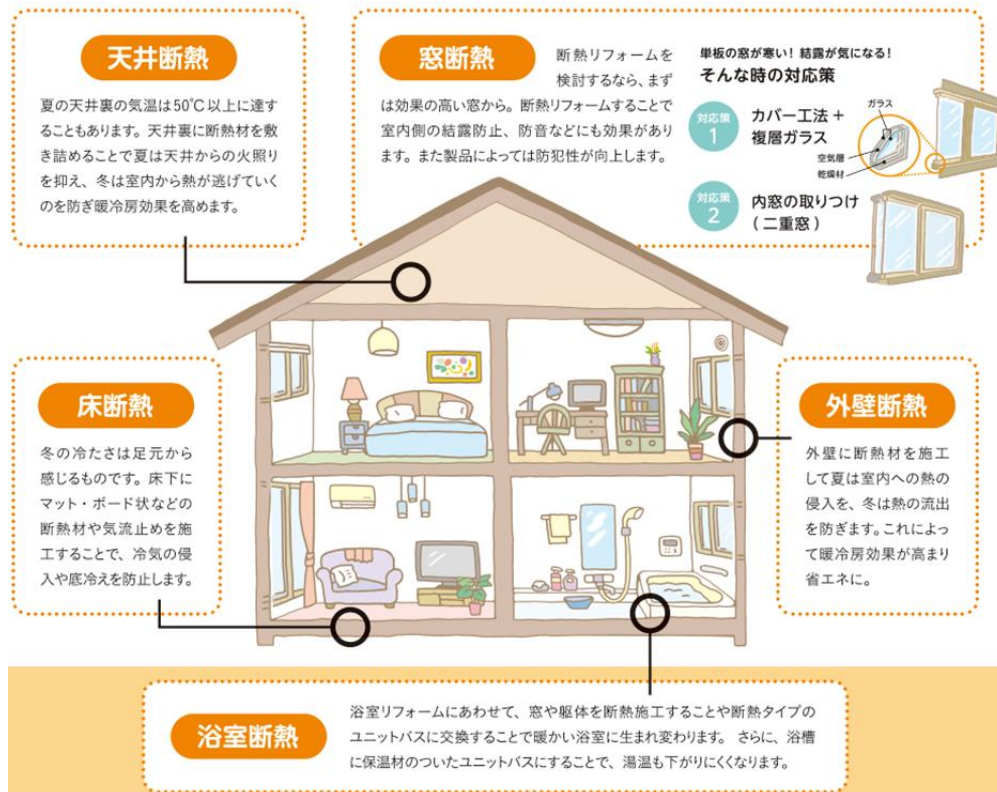 天井断熱
夏の天井裏の気温は50℃以上に達す
ることもあります。天井裏に断熱材を敷
き詰めることで夏は天井からの火照り
を抑え、冬は室内から熱が逃げていく
のを防ぎ暖冷房効果を高めます。
窓断熱
断熱リフォームを
検討するなら、まず
は効果の高い窓から。断熱リフォームすることで
室内側の結露防止、防音などにも効果があり
ます。また製品によっては防犯性が向上します。
単板の窓が寒い！結露が気になる！
そんな時の対応策
対応策
1
カバー工法＋
複層ガラス
ガラス
空気層
乾燥材
対応策
2
内窓の取りつけ
(二重窓)
床断熱
冬の冷たさは足元から
感じるものです。床下に
マット・ボード状などの
断熱材や気流止めを施
工することで、冷気の侵
入や底冷えを防止します。
外壁断熱
外壁に断熱材を施工
して夏は室内への熱の
侵入を、冬は熱の流出
を防ぎます。これによっ
て暖冷房効果が高まり
省エネに。
浴室断熱
浴室リフォームにあわせて、窓や躯体を断熱施工することや断熱タイプの
ユニットバスに交換することで暖かい浴室に生まれ変わります。 さらに、浴槽
に保温材のついたユニットバスにすることで、湯温も下がりにくくなります。